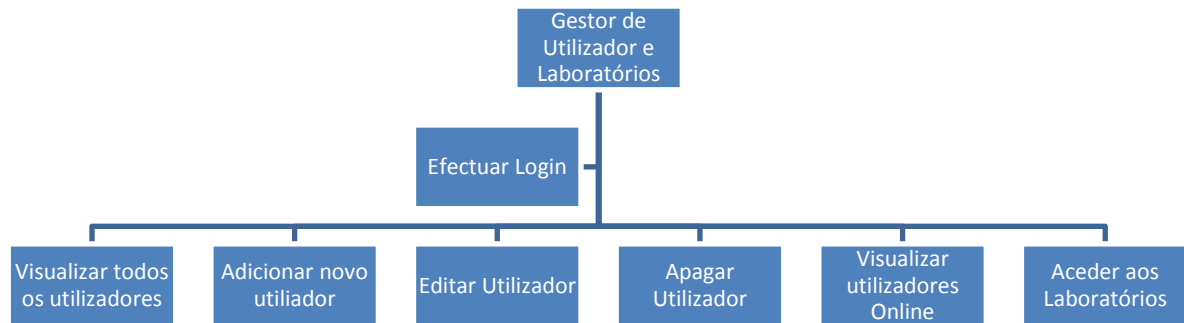 Gestor de
Utilizador e
Laboratórios
Efectuar Login
Visualizar todos
os utilizadores
Adicionar novo
utiliador
Editar Utilizador
Apagar
Utilizador
Visualizar
utilizadores
Online
Aceder aos
Laboratórios